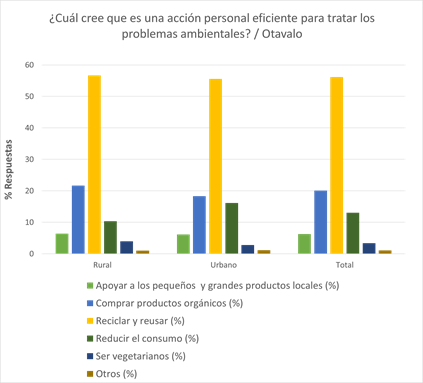 ¿Cuál cree que es una acción personal eficiente para tratar los
problemas ambientales? / Otavalo
% Respuestas
60
50
40
30
20
10
0
Rural
Urbano
Total
Apoyar a los pequeños y grandes productos locales (%)
Comprar productos orgánicos (%)
Reciclar y reusar (%)
Reducir el consumo (%)
Ser vegetarianos (%)
Otros (%)